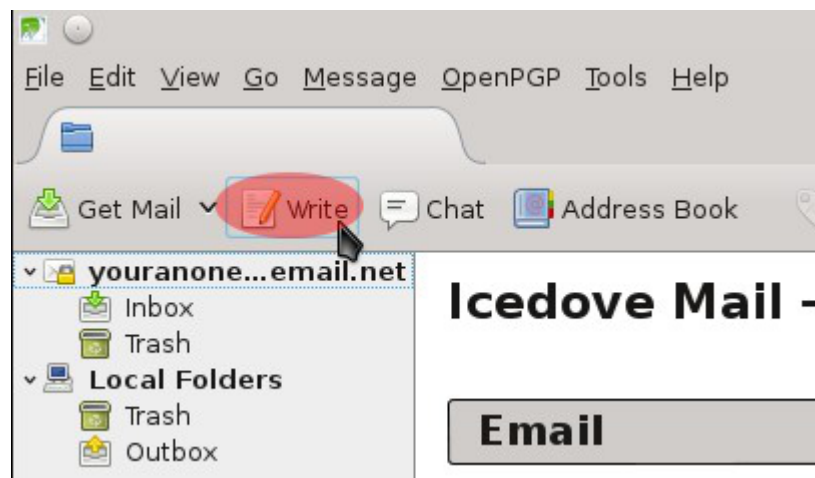 File Edit View Go Message OpenPGP Tools Help
Get Mail Write Chat Address Book
youranone...email.net
Inbox
Trash
Local Folders
Trash
Outbox
Icedove Mail -
Email